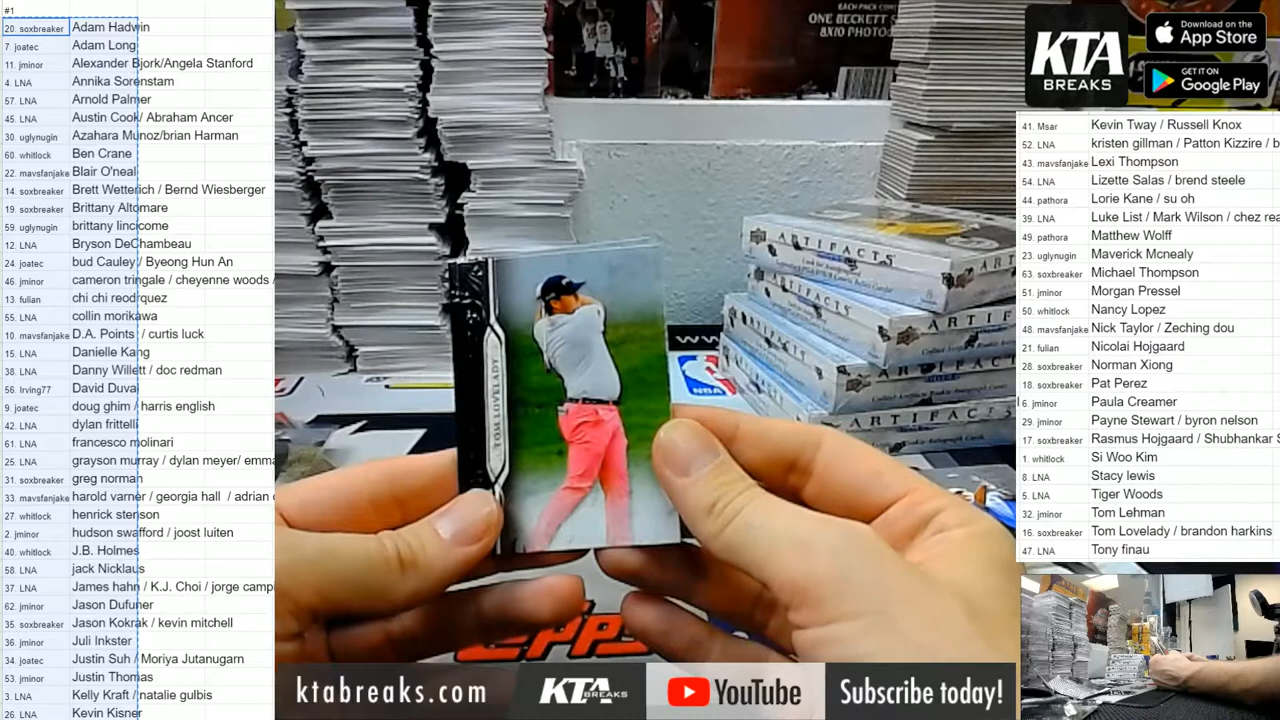 #1
20. soxbreaker Adam Hadwin
7. joatec Adam Long
11. jminor Alexander Bjork/Angela Stanford
4. LNA Annika Sorenstam
57. LNA Arnold Palmer
45. LNA Austin Cook/ Abraham Ancer
30. uglynugin Azahara Munoz/brian Harman
60. whitlock Ben Crane
22. mavsfanjake Blair O'neal
14. soxbreaker Brett Wetterich / Bernd Wiesberger
19. soxbreaker Brittany Altomare
59. uglynugin brittany lincicome
12. LNA Bryson DeChambeau
24. joatec bud Cauley / Byeong Hun An
46. jminor cameron tringale / cheyenne woods /
13. fulian chi chi reodrquez
55. LNA collin morikawa
10. mavsfanjake D.A. Points / curtis luck
15. LNA Danielle Kang
38. LNA Danny Willett / doc redman
56. Irving77 David Duval
9. joatec doug ghim / harris english
42. LNA dylan frittelli
61. LNA francesco molinari
25. LNA grayson murray / dylan meyer/ emma
31. soxbreaker greg norman
33. mavsfanjake harold varner / georgia hall / adrian
27. whitlock henrick stenson
2. jminor hudson swafford / joost luiten
40. whitlock J.B. Holmes
58. LNA jack Nicklaus
37. LNA James hahn / K.J. Choi / jorge camp
62. jminor Jason Dufuner
35. soxbreaker Jason Kokrak / kevin mitchell
36. jminor Juli Inkster
34. joatec Justin Suh / Moriya Jutanugarn
53. jminor Justin Thomas
3. LNA Kelly Kraft / natalie gulbis
26. LNA Kevin Kisner
EACH PACK CON
ONE BECKETT
8X10 PHOTO
ARTIFACTS
ART
ARTIFACTS
ARTIFACTS
ARTIFACTS
ARTIFACTS
WW
NBA
TOM LOVELADY
KTA
BREAKS
Download on the
App Store
GET IT ON
Google Play
41. Msar Kevin Tway / Russell Knox
52. LNA kristen gillman / Patton Kizzire / b
43. mavsfanjake Lexi Thompson
54. LNA Lizette Salas / brend steele
44. pathora Lorie Kane / su oh
39. LNA Luke List / Mark Wilson / chez rea
49. pathora Matthew Wolff
23. uglynugin Maverick Mcnealy
63. soxbreaker Michael Thompson
51. jminor Morgan Pressel
50. whitlock Nancy Lopez
48. mavsfanjake Nick Taylor / Zeching dou
21. fulian Nicolai Hojgaard
28. soxbreaker Norman Xiong
18. soxbreaker Pat Perez
6. jminor Paula Creamer
29. jminor Payne Stewart / byron nelson
17. soxbreaker Rasmus Hojgaard / Shubhankar S
1. whitlock Si Woo Kim
8. LNA Stacy lewis
5. LNA Tiger Woods
32. jminor Tom Lehman
16. soxbreaker Tom Lovelady / brandon harkins
47. LNA Tony finau
ktabreaks.com
KTA BREAKS
YouTube
Subscribe today!